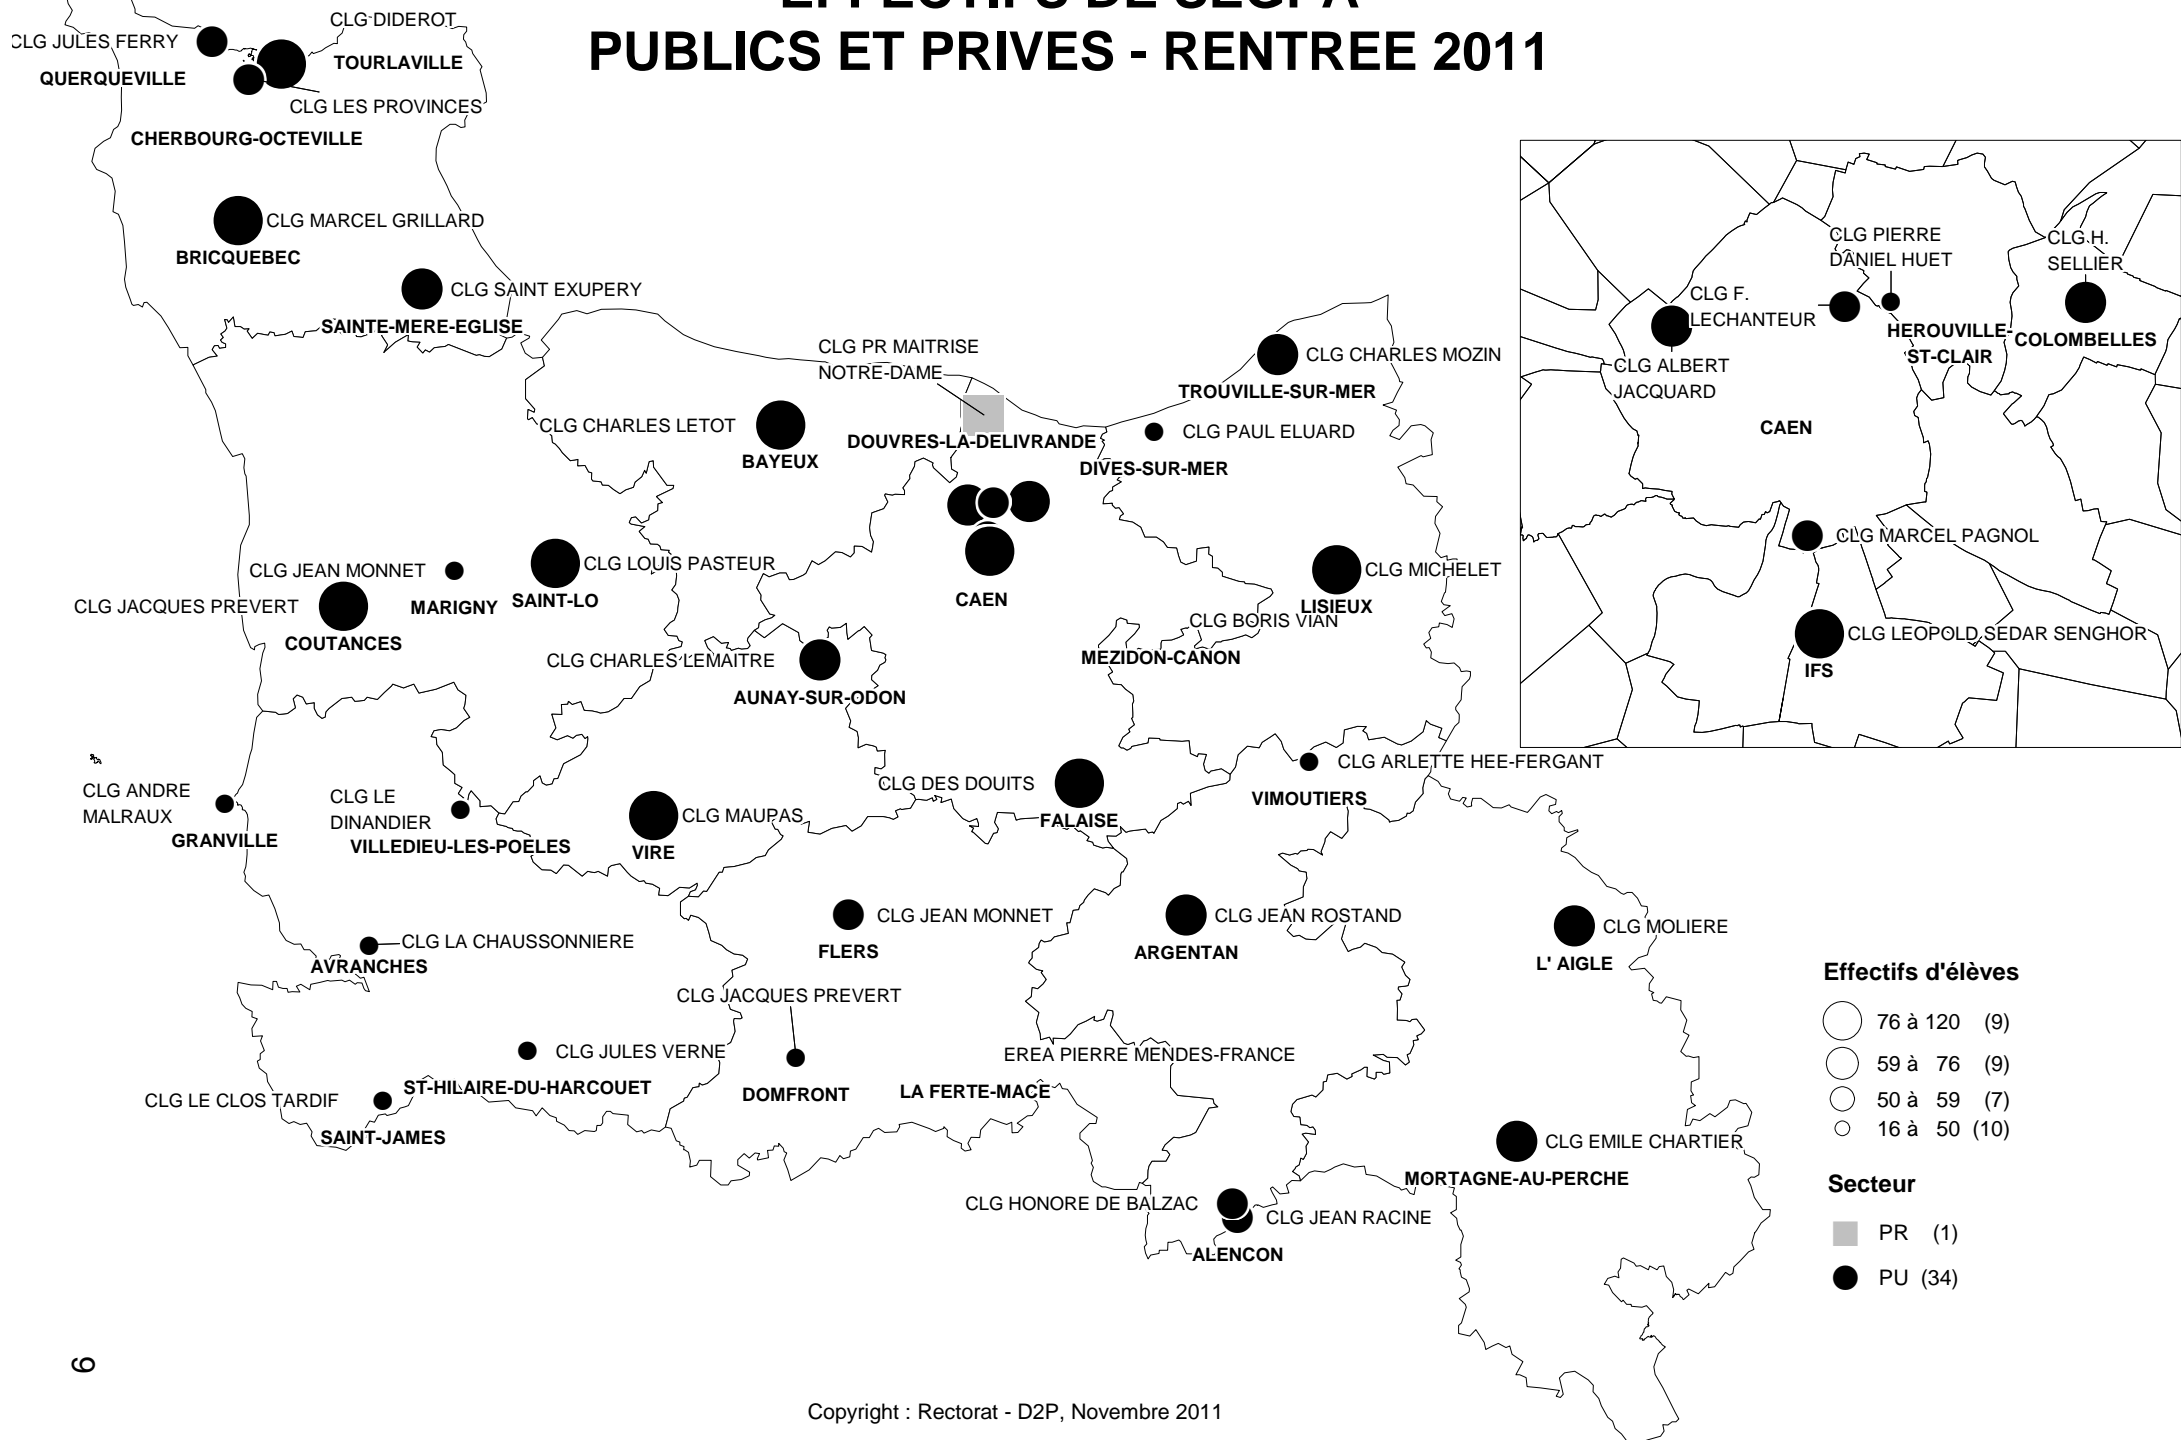 EFFECTIFS DE SEGPA
PUBLICS ET PRIVES - RENTREE 2011
CLG DIDEROT
CLG JULES FERRY
TOURLAVILLE
QUERQUEVILLE
CLG LES PROVINCES
CHERBOURG-OCTEVILLE
CLG MARCEL GRILLARD
BRICQUEBEC
CLG SAINT EXUPERY
SAINTE-MERE-EGLISE
CLG PR MAITRISE
NOTRE-DAME
DOUVRES-LA-DELIVRANDE
CLG CHARLES MOZIN
TROUVILLE-SUR-MER
CLG CHARLES LETOT
BAYEUX
CLG PAUL ELUARD
DIVES-SUR-MER
CLG JEAN MONNET
MARIGNY
CLG LOUIS PASTEUR
SAINT-LO
CLG JACQUES PREVERT
COUTANCES
CAEN
CLG MICHELET
LISIEUX
CLG BORIS VIAN
MEZIDON-CANON
CLG CHARLES LEMAITRE
AUNAY-SUR-ODON
CLG ANDRE
MALRAUX
GRANVILLE
CLG LE
DINANDIER
VILLEDIEU-LES-POELES
CLG MAUPAS
VIRE
CLG DES DOUITS
FALAISE
CLG ARLETTE HEE-FERGANT
VIMOUTIERS
CLG LA CHAUSSONNIERE
AVRANCHES
CLG JEAN MONNET
FLERS
CLG JEAN ROSTAND
ARGENTAN
CLG MOLIERE
L' AIGLE
CLG JACQUES PREVERT
DOMFRONT
CLG JULES VERNE
ST-HILAIRE-DU-HARCOUET
CLG LE CLOS TARDIF
SAINT-JAMES
EREA PIERRE MENDES-FRANCE
LA FERTE-MACE
CLG EMILE CHARTIER
MORTAGNE-AU-PERCHE
CLG HONORE DE BALZAC
CLG JEAN RACINE
ALENCON
CLG PIERRE
DANIEL HUET
CLG H.
SELLIER
CLG F.
LECHANTEUR
HEROUVILLE-
ST-CLAIR
COLOMBELLES
CLG ALBERT
JACQUARD
CAEN
CLG MARCEL PAGNOL
CLG LEOPOLD SEDAR SENGHOR
IFS
Effectifs d'élèves
76 à 120 (9)
59 à 76 (9)
50 à 59 (7)
16 à 50 (10)
Secteur
PR (1)
PU (34)
9
Copyright : Rectorat - D2P, Novembre 2011